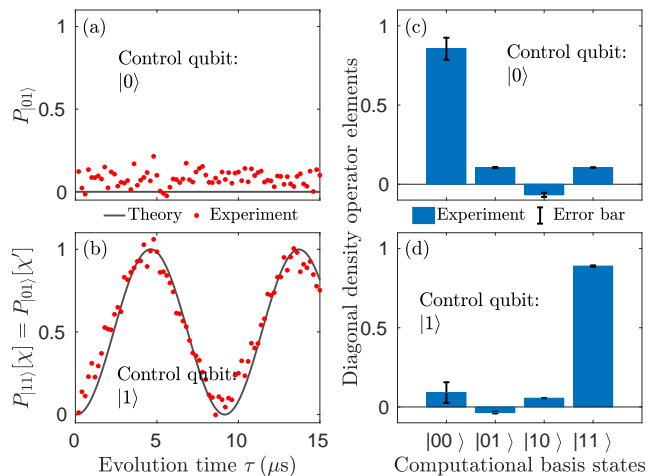 (a)
Control qubit:
|0⟩
P|01⟩
1
0.5
0
Theory
Experiment
(b)
Control qubit:
|1⟩
P|11⟩[χ] = P|01⟩[χ′]
1
0.5
0
0
5
10
15
Evolution time τ (μs)
(c)
Control qubit:
|0⟩
1
0.5
0
Experiment
Error bar
Diagonal density operator elements
(d)
Control qubit:
|1⟩
1
0.5
0
|00 ⟩ |01 ⟩ |10 ⟩ |11 ⟩
Computational basis states